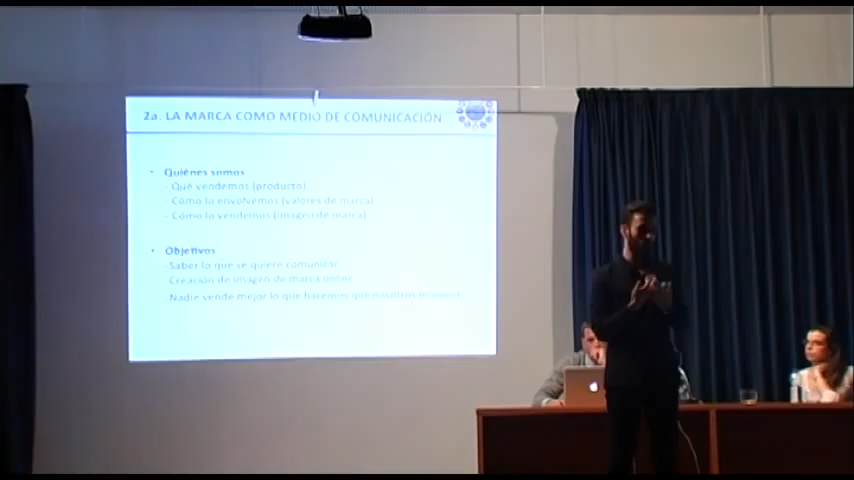 2a. LA MARCA COMO MEDIO DE COMUNICACIÓN
• Quiénes somos
- Qué vendemos (producto)
- Cómo lo envolvemos (valores de marca)
- Cómo lo vendemos (imagen de marca)
• Objetivos
-Saber lo que se quiere comunizar
-Creación de imagen de marca online
-Nadie vende mejor lo que hacemos que nosotros